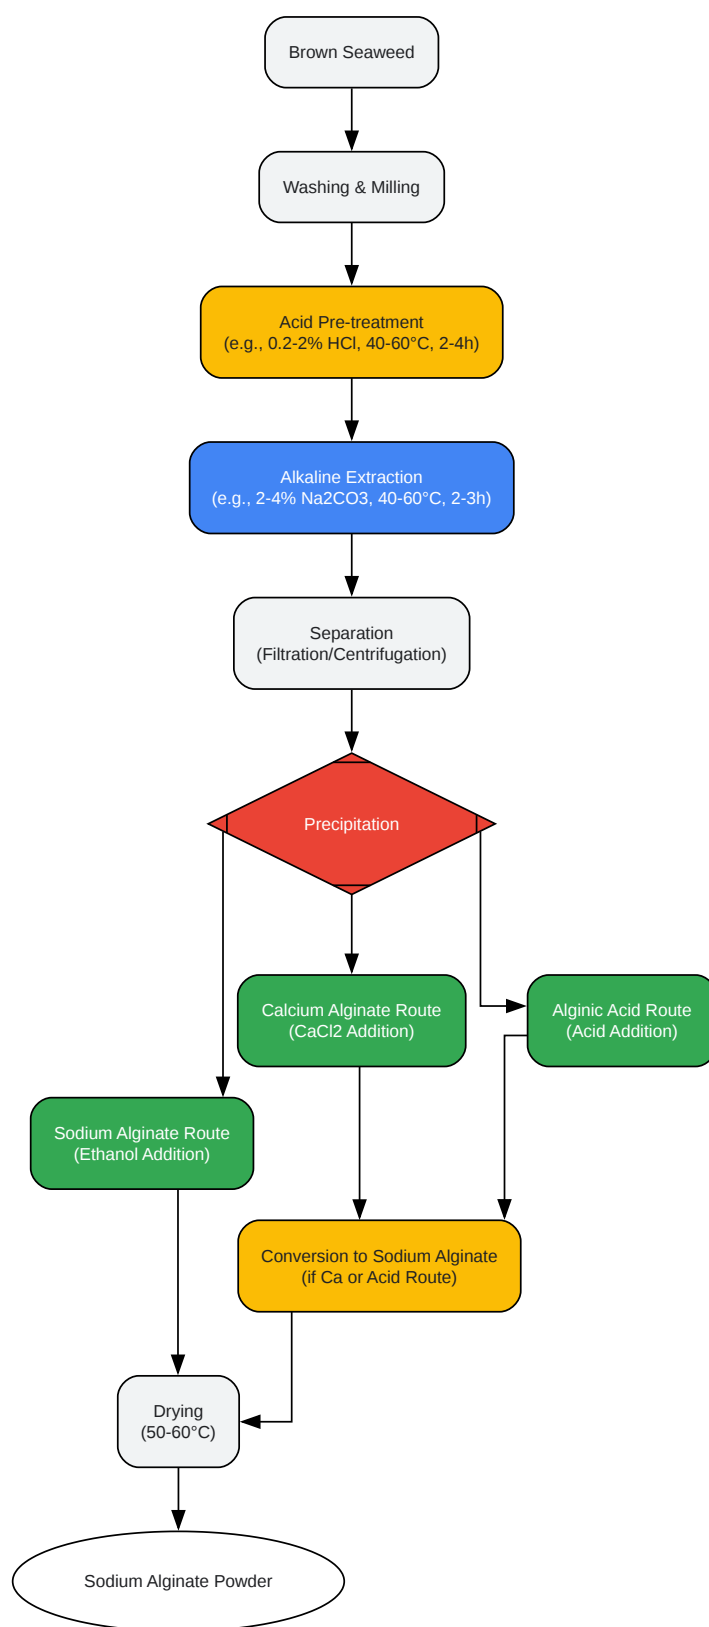 Brown Seaweed
Washing & Milling
Acid Pre-treatment
(e.g., 0.2-2% HCl, 40-60°C, 2-4h)
Alkaline Extraction
(e.g., 2-4% Na2CO3, 40-60°C, 2-3h)
Separation
(Filtration/Centrifugation)
Precipitation
Calcium Alginate Route
(CaCl2 Addition)
Alginic Acid Route
(Acid Addition)
Sodium Alginate Route
(Ethanol Addition)
Conversion to Sodium Alginate
(if Ca or Acid Route)
Drying
(50-60°C)
Sodium Alginate Powder